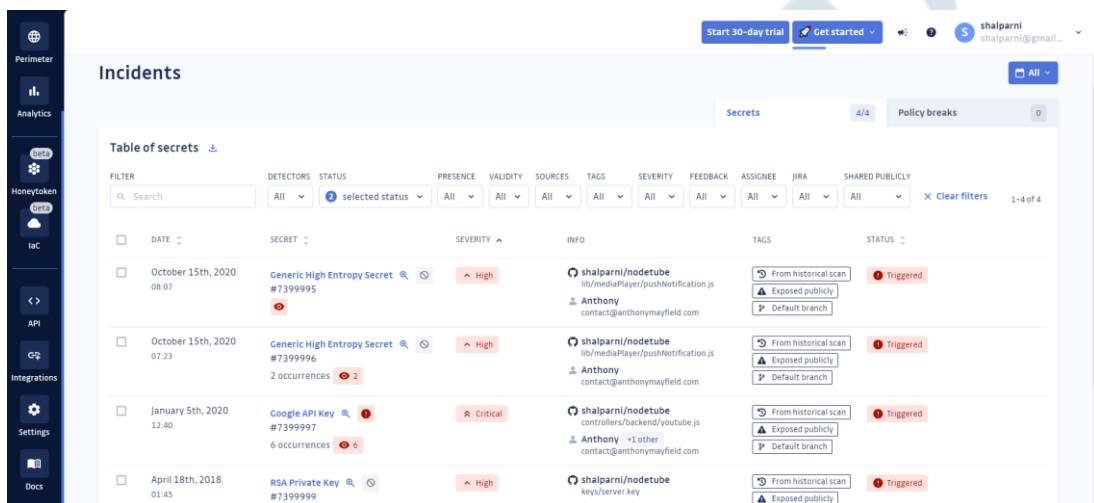 Start 30-day trial
Get started
S
shalparni
shalparni@gmail...
Perimeter
Analytics
beta
Honeytoken
beta
IaC
API
Integrations
Settings
Docs
Incidents
All
Secrets 4/4 Policy breaks 0
Table of secrets
FILTER DETECTORS STATUS PRESENCE VALIDITY SOURCES TAGS SEVERITY FEEDBACK ASSIGNEE JIRA SHARED PUBLICLY
Search All 2 selected status All All All All All All All All All Clear filters 1-4 of 4
DATE SECRET SEVERITY INFO TAGS STATUS
October 15th, 2020
08:07
Generic High Entropy Secret
#7399995
High
shalparni/nodetube
lib/mediaPlayer/pushNotification.js
Anthony
contact@anthonymayfield.com
From historical scan
Exposed publicly
Default branch
Triggered
October 15th, 2020
07:23
Generic High Entropy Secret
#7399996
2 occurrences 2
High
shalparni/nodetube
lib/mediaPlayer/pushNotification.js
Anthony
contact@anthonymayfield.com
From historical scan
Exposed publicly
Default branch
Triggered
January 5th, 2020
12:40
Google API Key
#7399997
6 occurrences 6
Critical
shalparni/nodetube
controllers/backend/youtube.js
Anthony +1 other
contact@anthonymayfield.com
From historical scan
Exposed publicly
Default branch
Triggered
April 18th, 2018
01:45
RSA Private Key
#7399999
High
shalparni/nodetube
keys/server.key
From historical scan
Exposed publicly
Triggered